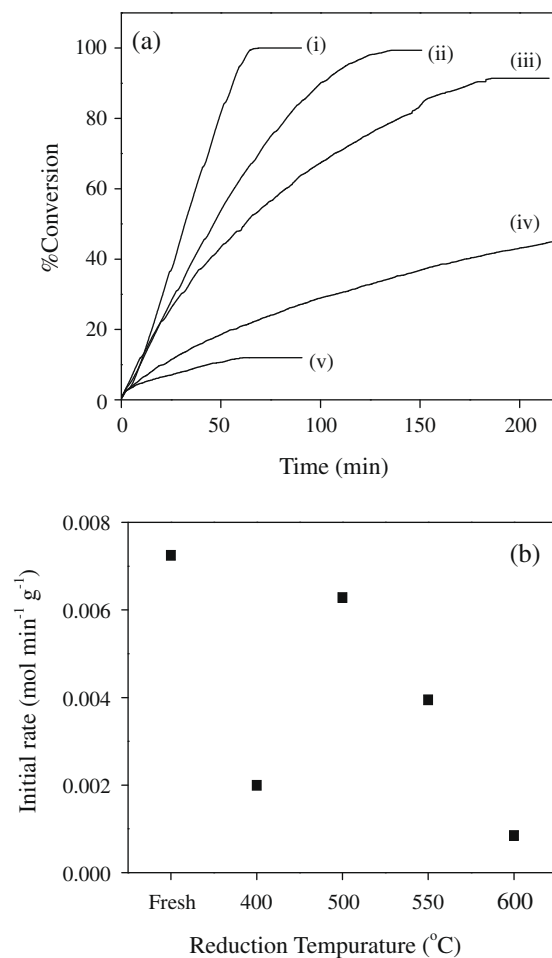 (a)
(i)
(ii)
(iii)
(iv)
(v)
100
80
60
40
20
0
%Conversion
0 50 100 150 200
Time (min)
(b)
0.008
0.006
0.004
0.002
0.000
Initial rate (mol min⁻¹ g⁻¹)
Fresh 400 500 550 600
Reduction Tempurature (°C)